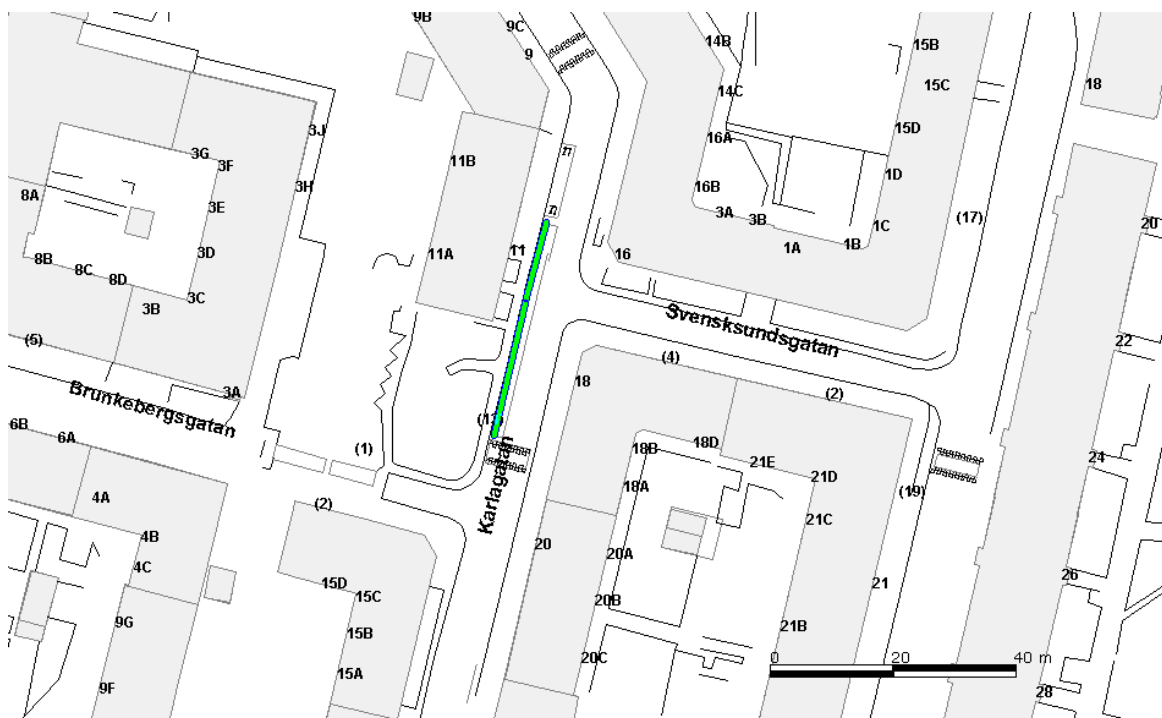 9B
9C
9
14B
15B
18
15C
14C
3J
15D
16A
3G
3F
11B
1D
3H
16B
8A
3E
3A
3B
1C
(17)
20
3D
11A
11
16
1A
1B
8B
8C
8D
3C
3B
Svensksundsgatan
(5)
22
(4)
18
3A
(2)
Brunkebergsgatan
6B
6A
(1)
18B
18D
21E
21D
24
18A
(19)
4A
(2)
Karlagatan
21C
4B
20
20A
4C
26
15D
21
15C
20B
9G
15B
21B
20C
0
20
40 m
15A
9F
28